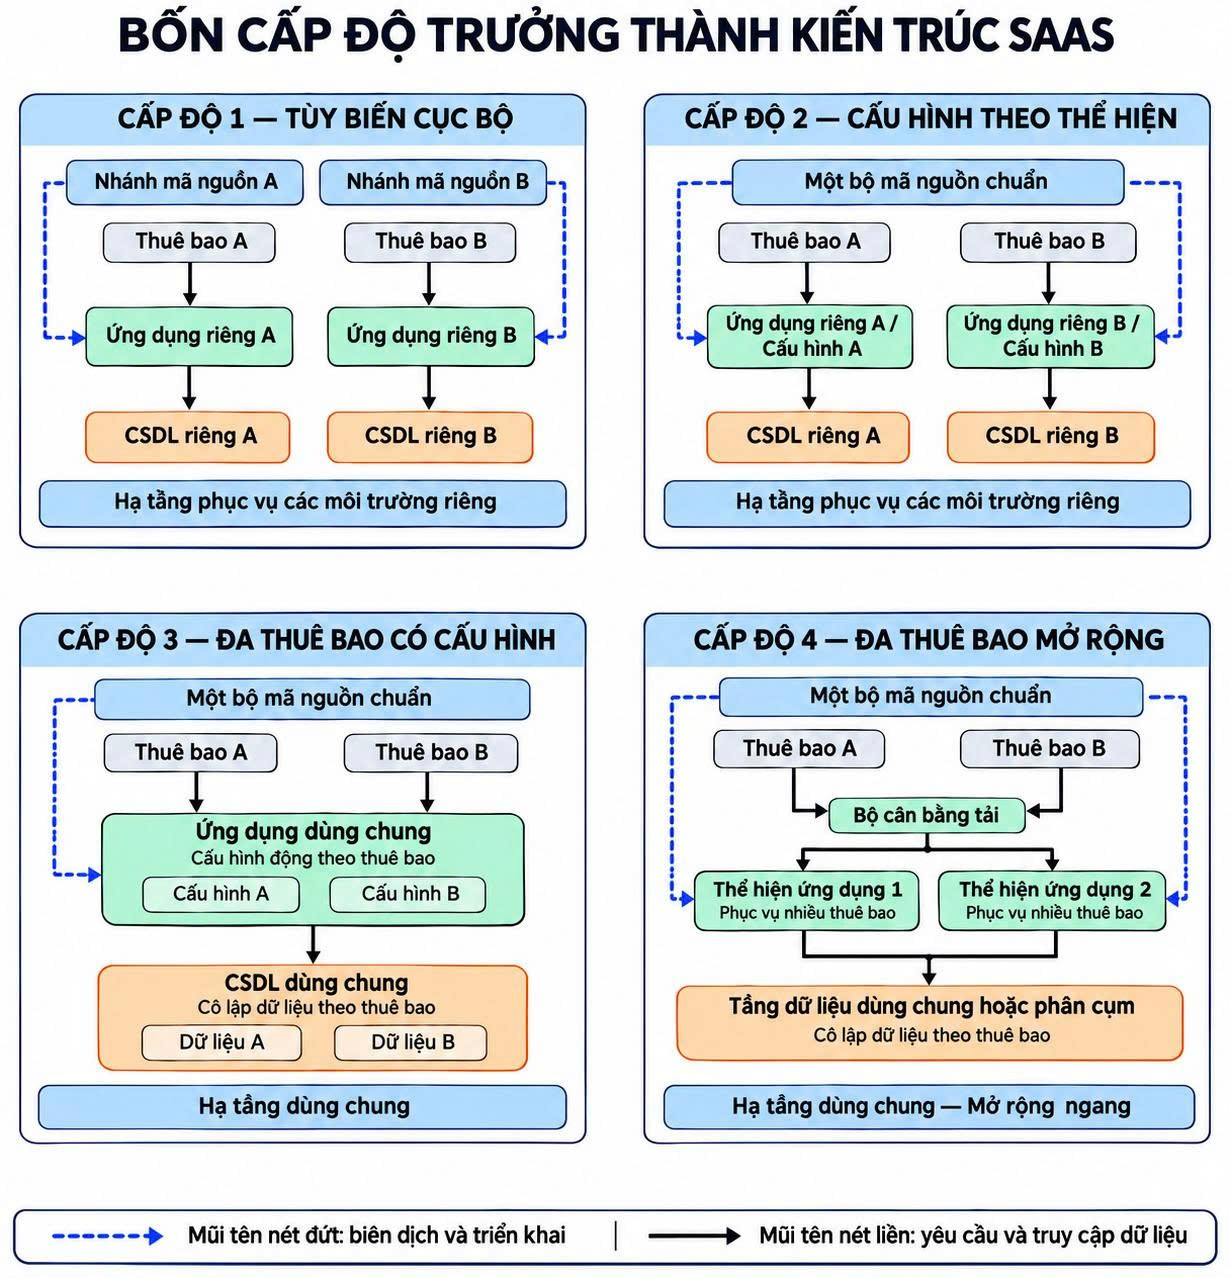 BỐN CẤP ĐỘ TRƯỞNG THÀNH KIẾN TRÚC SAAS
CẤP ĐỘ 1 — TÙY BIẾN CỤC BỘ
Nhánh mã nguồn A
Nhánh mã nguồn B
Thuê bao A
Thuê bao B
Ứng dụng riêng A
Ứng dụng riêng B
CSDL riêng A
CSDL riêng B
Hạ tầng phục vụ các môi trường riêng
CẤP ĐỘ 2 — CẤU HÌNH THEO THỂ HIỆN
Một bộ mã nguồn chuẩn
Thuê bao A
Thuê bao B
Ứng dụng riêng A /
Cấu hình A
Ứng dụng riêng B /
Cấu hình B
CSDL riêng A
CSDL riêng B
Hạ tầng phục vụ các môi trường riêng
CẤP ĐỘ 3 — ĐA THUÊ BAO CÓ CẤU HÌNH
Một bộ mã nguồn chuẩn
Thuê bao A
Thuê bao B
Ứng dụng dùng chung
Cấu hình động theo thuê bao
Cấu hình A
Cấu hình B
CSDL dùng chung
Cô lập dữ liệu theo thuê bao
Dữ liệu A
Dữ liệu B
Hạ tầng dùng chung
CẤP ĐỘ 4 — ĐA THUÊ BAO MỞ RỘNG
Một bộ mã nguồn chuẩn
Thuê bao A
Thuê bao B
Bộ cân bằng tải
Thể hiện ứng dụng 1
Phục vụ nhiều thuê bao
Thể hiện ứng dụng 2
Phục vụ nhiều thuê bao
Tầng dữ liệu dùng chung hoặc phân cụm
Cô lập dữ liệu theo thuê bao
Hạ tầng dùng chung — Mở rộng ngang
Mũi tên nét đứt: biên dịch và triển khai
Mũi tên nét liền: yêu cầu và truy cập dữ liệu